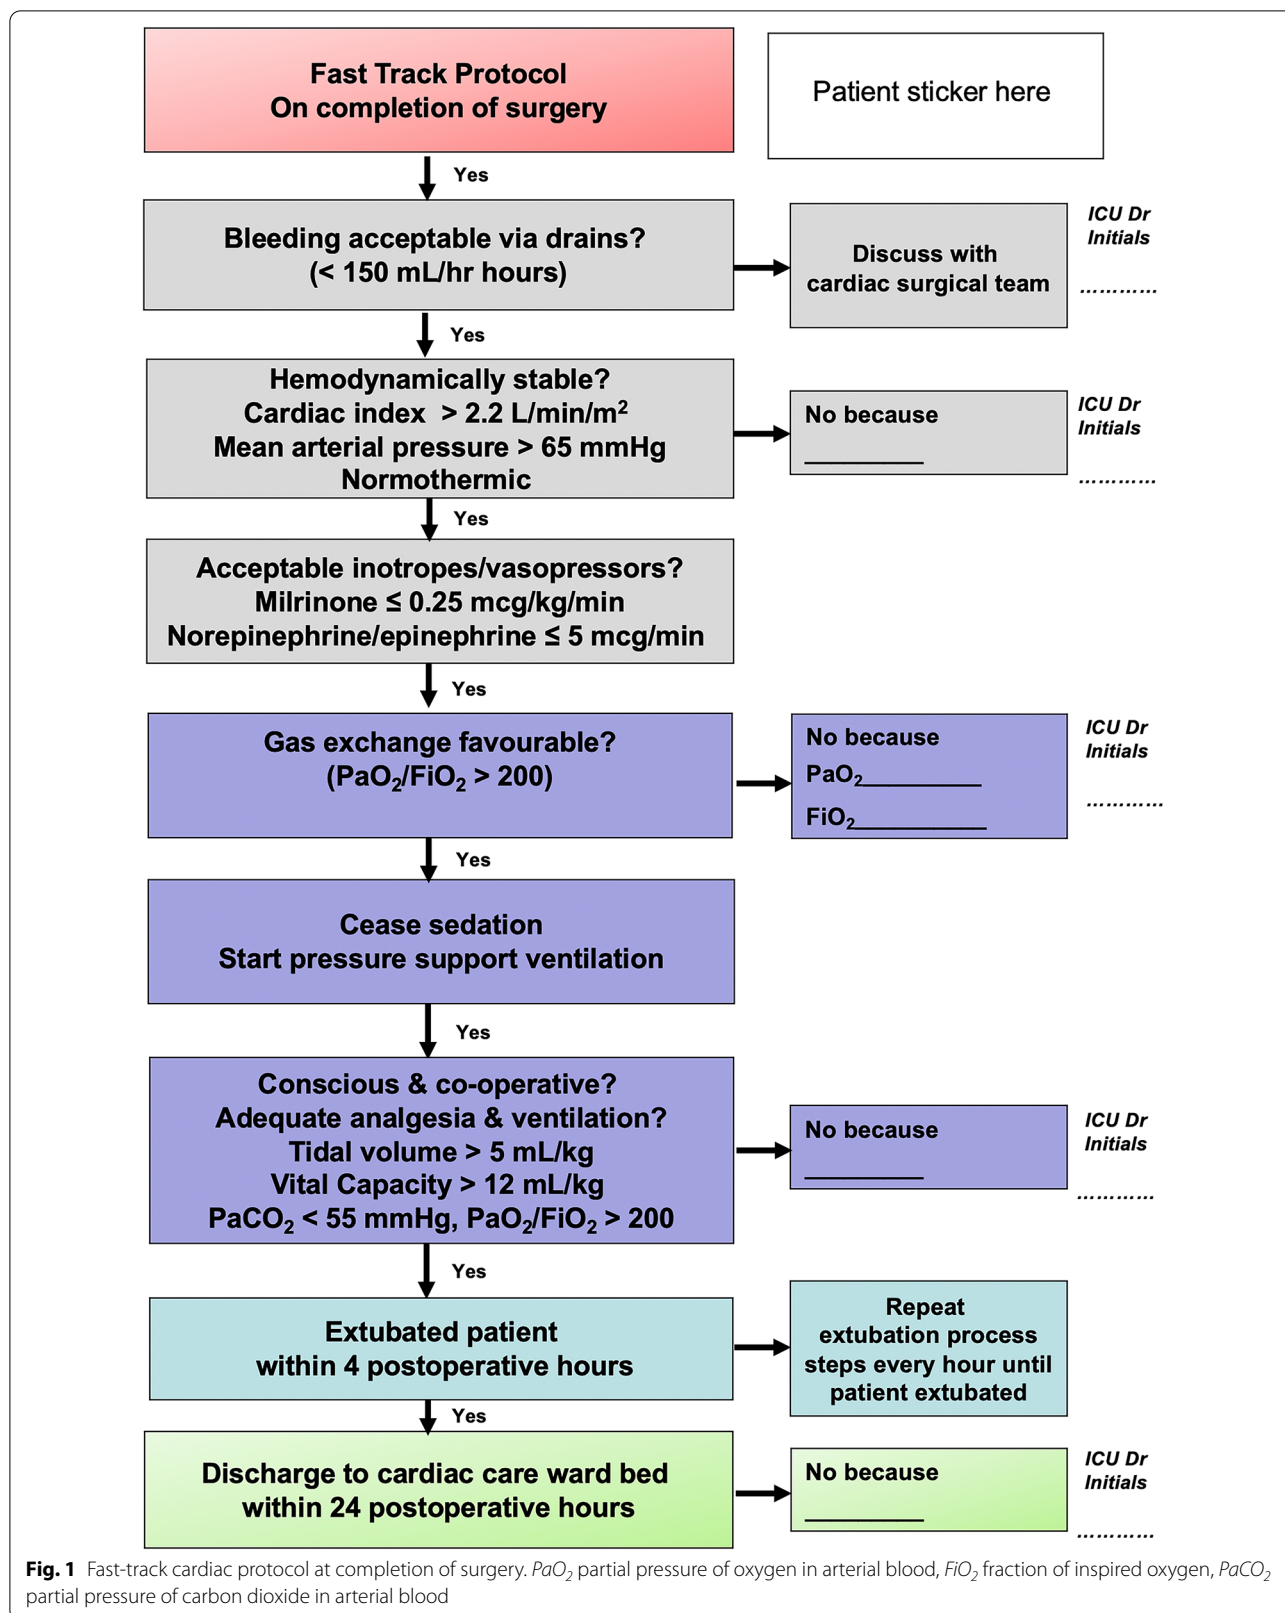 Fast Track Protocol
On completion of surgery
Patient sticker here
Yes
Bleeding acceptable via drains?
(< 150 mL/hr hours)
Discuss with
cardiac surgical team
ICU Dr
Initials
............
Yes
Hemodynamically stable?
Cardiac index > 2.2 L/min/m²
Mean arterial pressure > 65 mmHg
Normothermic
No because
_________
ICU Dr
Initials
............
Yes
Acceptable inotropes/vasopressors?
Milrinone ≤ 0.25 mcg/kg/min
Norepinephrine/epinephrine ≤ 5 mcg/min
Yes
Gas exchange favourable?
(PaO₂/FiO₂ > 200)
No because
PaO₂_________
FiO₂__________
ICU Dr
Initials
............
Yes
Cease sedation
Start pressure support ventilation
Yes
Conscious & co-operative?
Adequate analgesia & ventilation?
Tidal volume > 5 mL/kg
Vital Capacity > 12 mL/kg
PaCO₂ < 55 mmHg, PaO₂/FiO₂ > 200
No because
_________
ICU Dr
Initials
............
Yes
Extubated patient
within 4 postoperative hours
Repeat
extubation process
steps every hour until
patient extubated
Yes
Discharge to cardiac care ward bed
within 24 postoperative hours
No because
_________
ICU Dr
Initials
............
Fig. 1 Fast-track cardiac protocol at completion of surgery. PaO₂ partial pressure of oxygen in arterial blood, FiO₂ fraction of inspired oxygen, PaCO₂
partial pressure of carbon dioxide in arterial blood